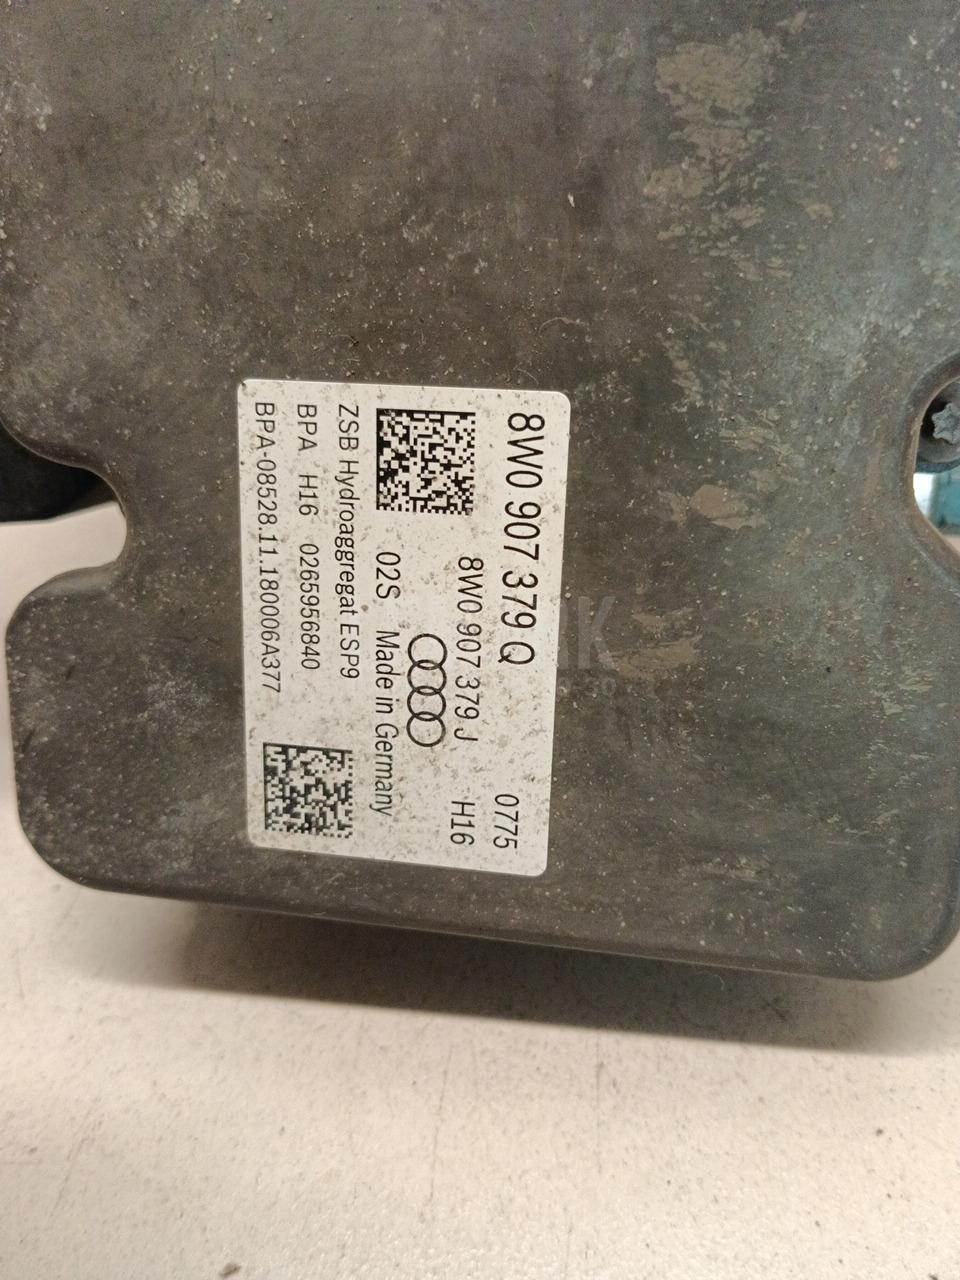 8W0 907 379 Q 0775
8W0 907 379 J H16
02S Made in Germany
ZSB Hydroaggregat ESP9
BPA H16 0265956840
BPA-08528.11.180006A377